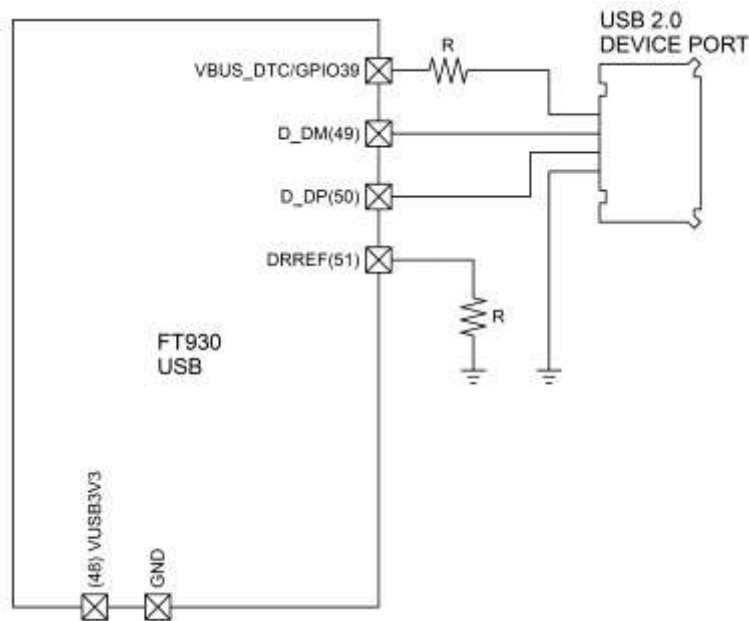 USB 2.0
DEVICE PORT
R
VBUS_DTC/GPIO39
D_DM(49)
D_DP(50)
DRREF(51)
R
FT930
USB
(48) VUSB3V3
GND